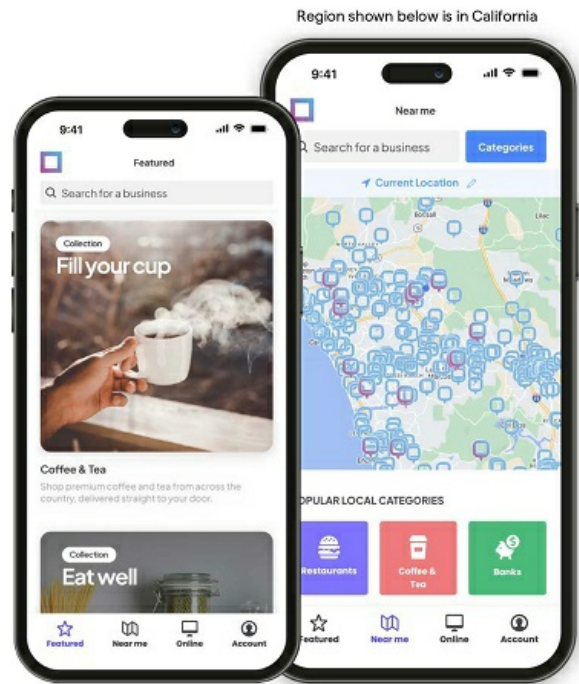 Region shown below is in California
9:41
Featured
Search for a business
Collection
Fill your cup
Coffee & Tea
Shop premium coffee and tea from across the
country, delivered straight to your door.
Collection
Eat well
Featured
Near me
Online
Account
9:41
Near me
Search for a business
Categories
Current Location
Bonsall
Lilac
OPULAR LOCAL CATEGORIES
Restaurants
Coffee &
Tea
Banks
Featured
Near me
Online
Account